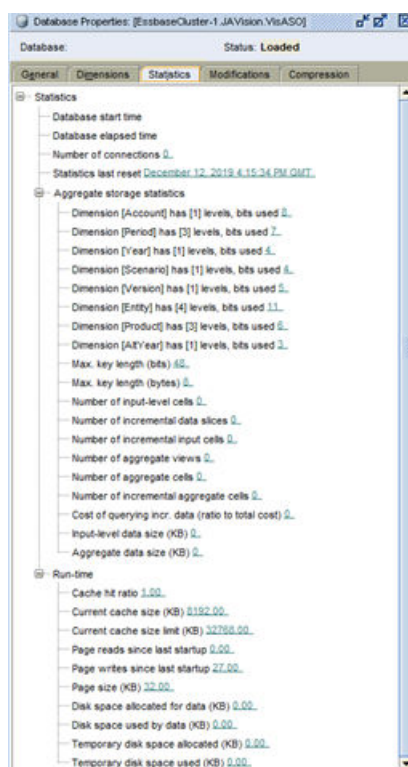 Database Properties: [EssbaseCluster-1.JAVision.VisASO]
Database: Status: Loaded
General Dimensions Statistics Modifications Compression
Statistics
Database start time
Database elapsed time
Number of connections 0
Statistics last reset December 12, 2019 4:15:34 PM GMT
Aggregate storage statistics
Dimension [Account] has [1] levels, bits used 8
Dimension [Period] has [3] levels, bits used 7
Dimension [Year] has [1] levels, bits used 4
Dimension [Scenario] has [1] levels, bits used 4
Dimension [Version] has [1] levels, bits used 5
Dimension [Entity] has [4] levels, bits used 11
Dimension [Product] has [3] levels, bits used 6
Dimension [AltYear] has [1] levels, bits used 3
Max. key length (bits) 48
Max. key length (bytes) 8
Number of input-level cells 0
Number of incremental data slices 0
Number of incremental input cells 0
Number of aggregate views 0
Number of aggregate cells 0
Number of incremental aggregate cells 0
Cost of querying incr. data (ratio to total cost) 0
Input-level data size (KB) 0
Aggregate data size (KB) 0
Run-time
Cache hit ratio 1.00
Current cache size (KB) 8192.00
Current cache size limit (KB) 32768.00
Page reads since last startup 0.00
Page writes since last startup 27.00
Page size (KB) 32.00
Disk space allocated for data (KB) 0.00
Disk space used by data (KB) 0.00
Temporary disk space allocated (KB) 0.00
Temporary disk space used (KB) 0.00